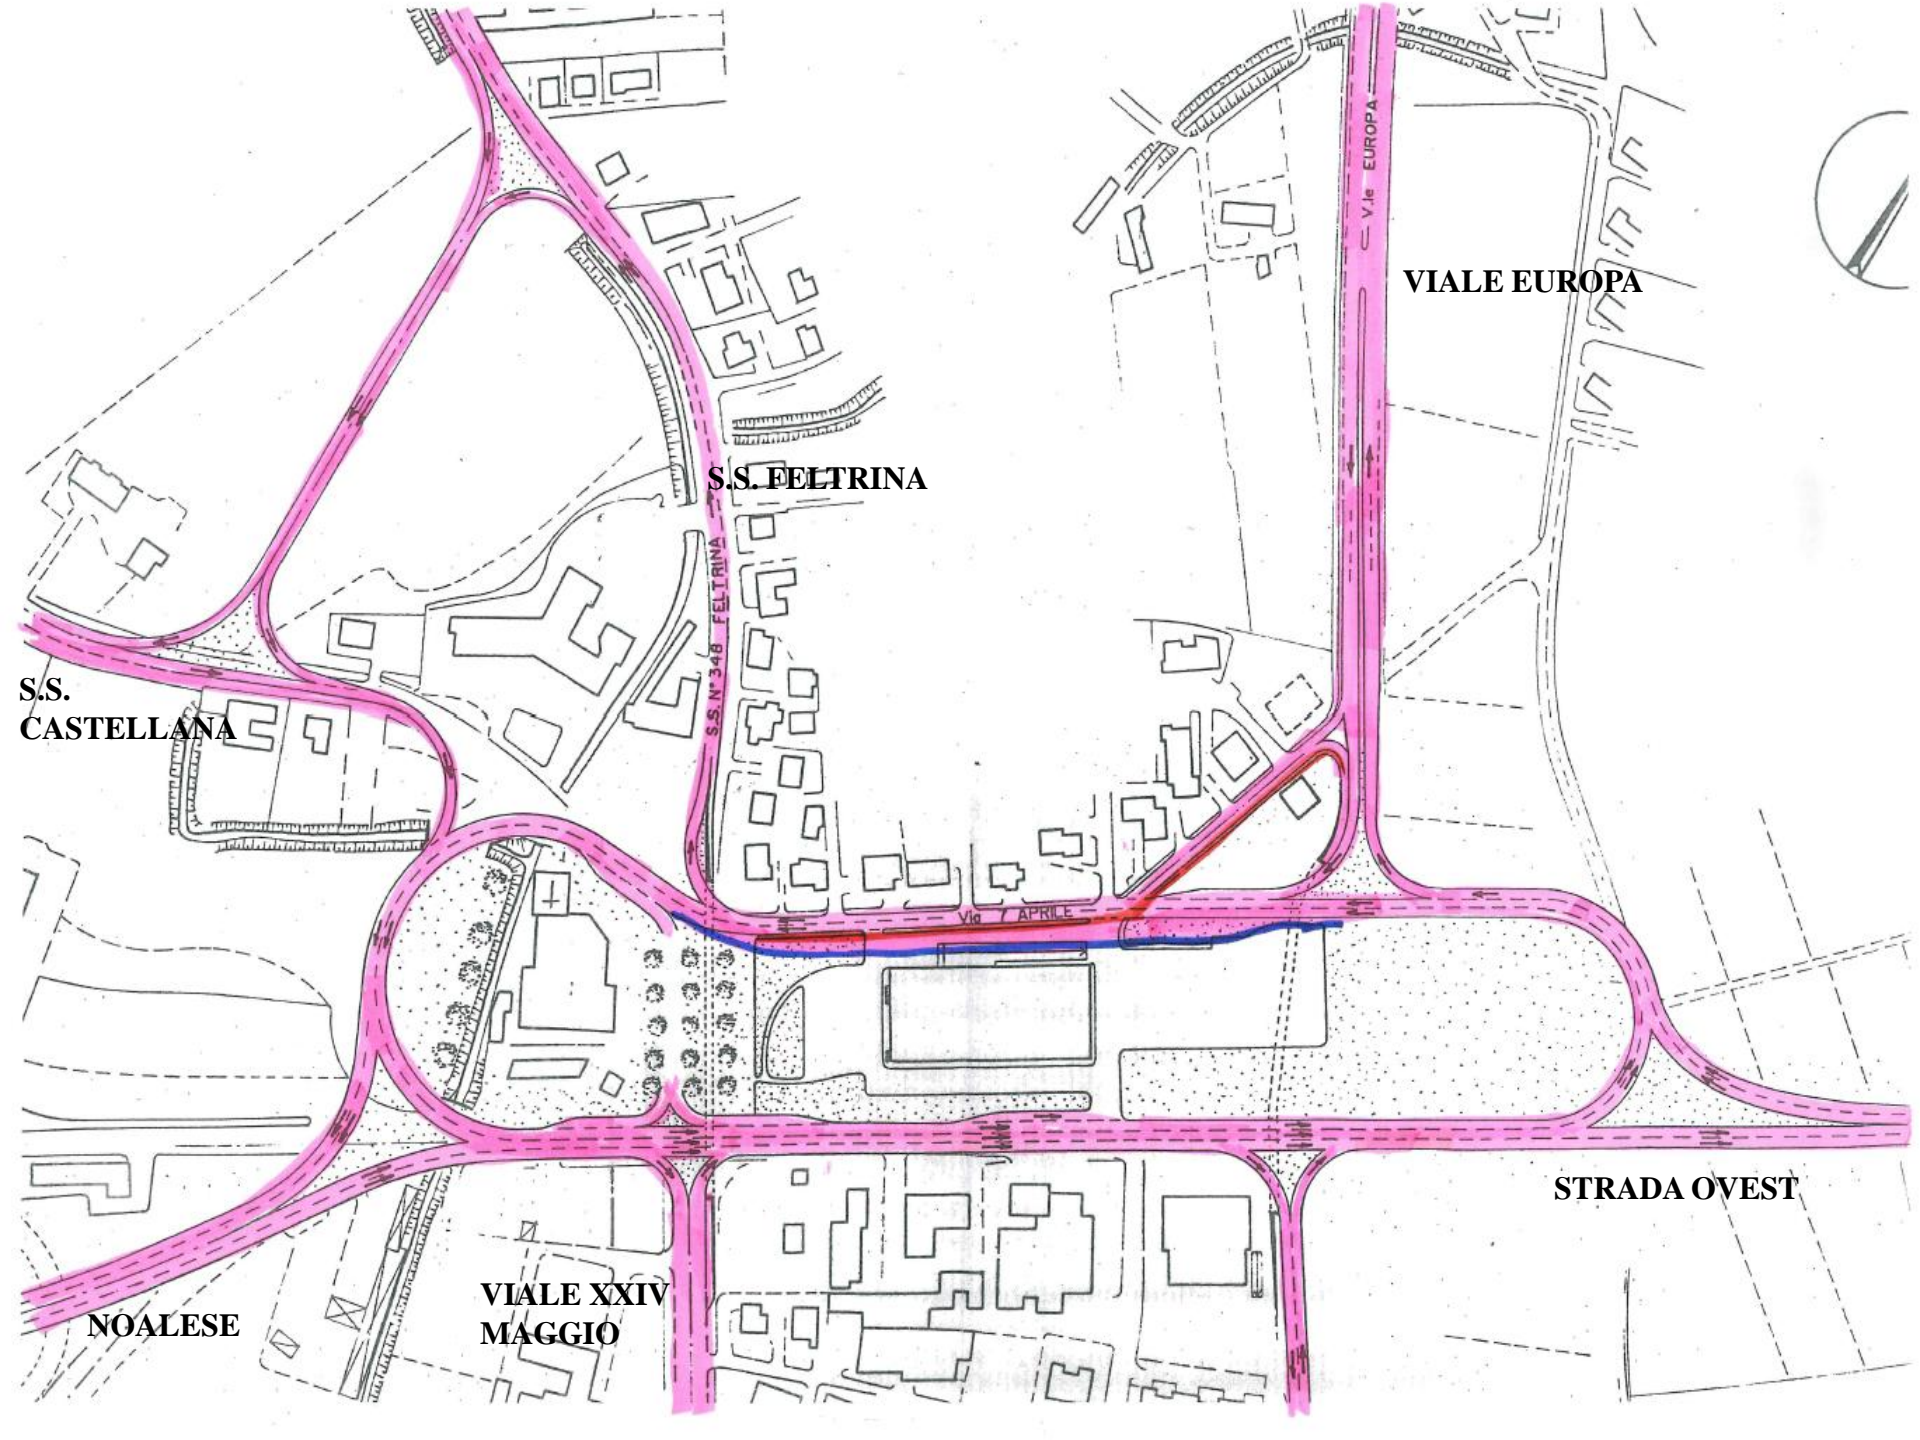 V.le EUROPA
VIALE EUROPA
S.S. FELTRINA
S.S. N° 348 FELTRINA
S.S.
CASTELLANA
Via 7 APRILE
STRADA OVEST
VIALE XXIV
MAGGIO
NOALESE